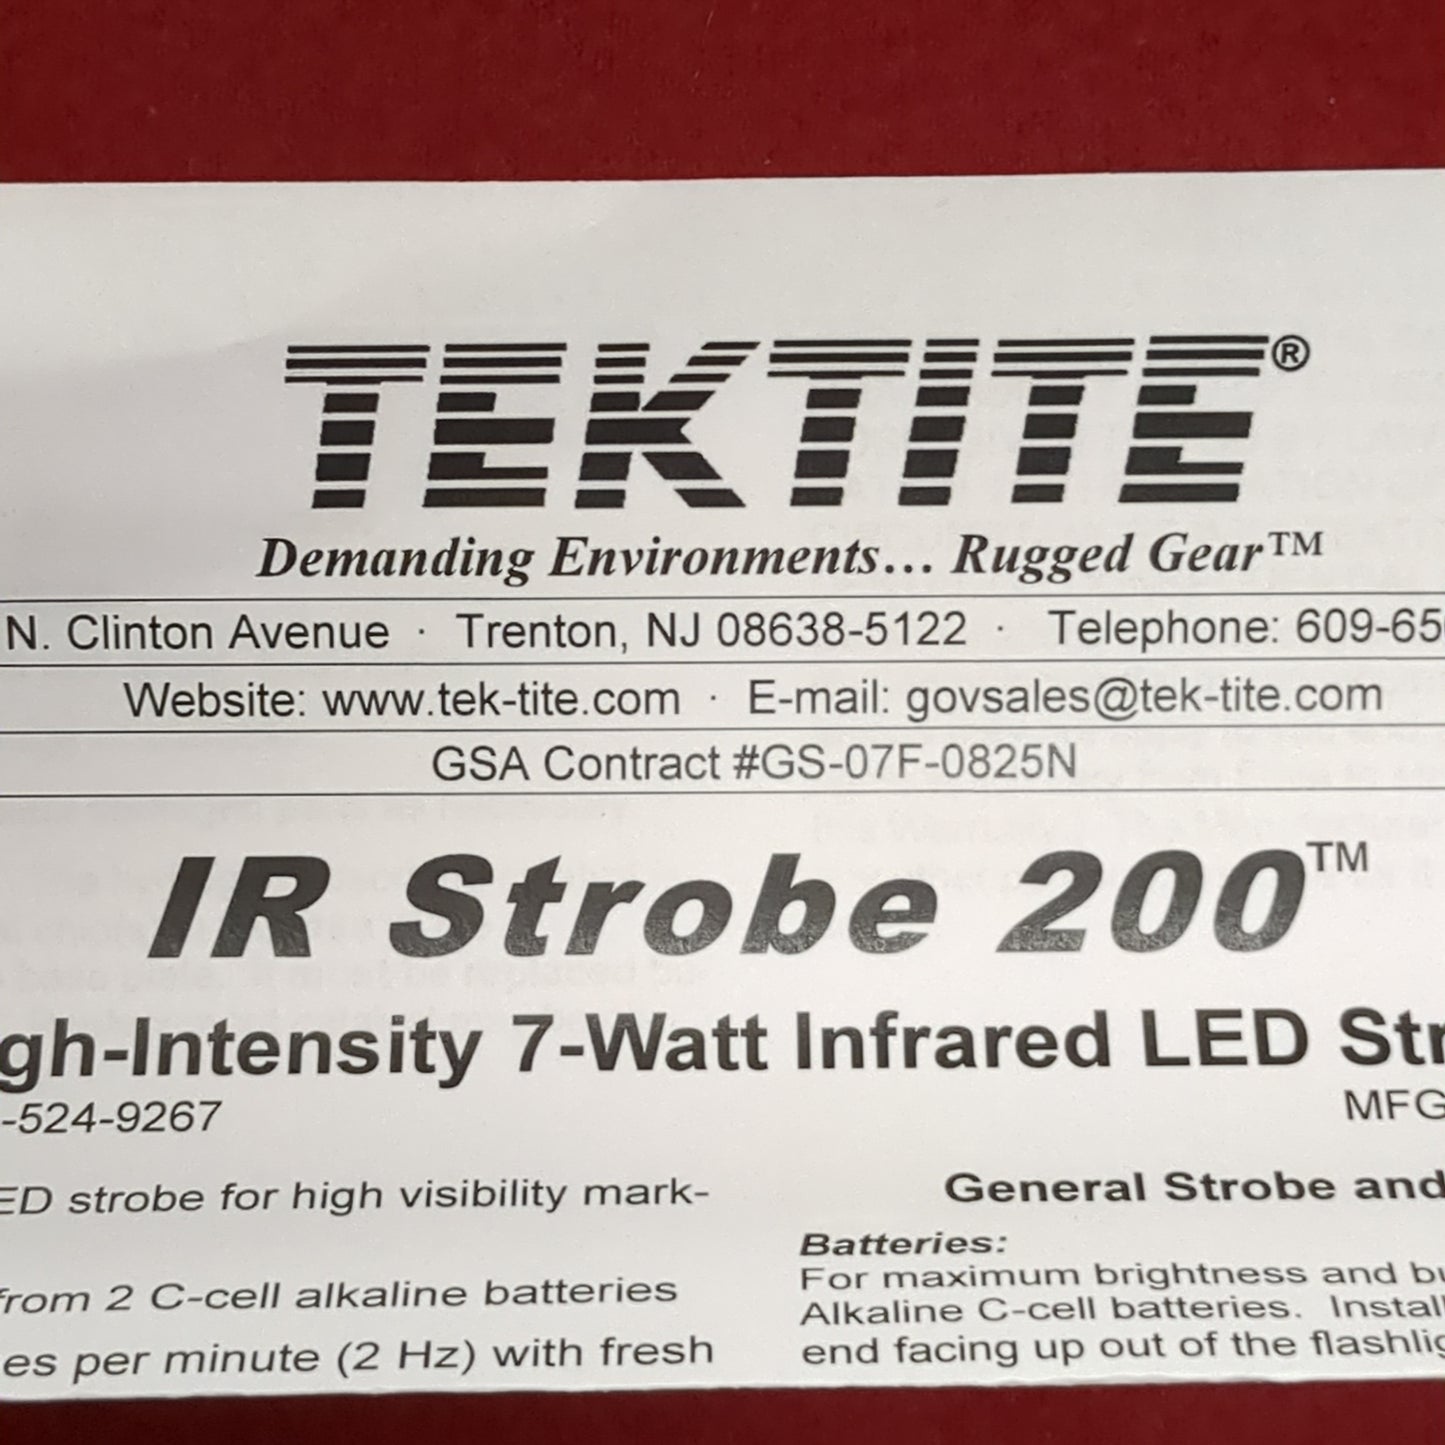 TEKTITE®
Demanding Environments... Rugged Gear™
N. Clinton Avenue · Trenton, NJ 08638-5122 · Telephone: 609-65
Website: www.tek-tite.com · E-mail: govsales@tek-tite.com
GSA Contract #GS-07F-0825N
IR Strobe 200™
gh-Intensity 7-Watt Infrared LED Str
-524-9267
MFG
ED strobe for high visibility mark-
from 2 C-cell alkaline batteries
es per minute (2 Hz) with fresh
General Strobe and
Batteries:
For maximum brightness and bu
Alkaline C-cell batteries. Install
end facing up out of the flashlig